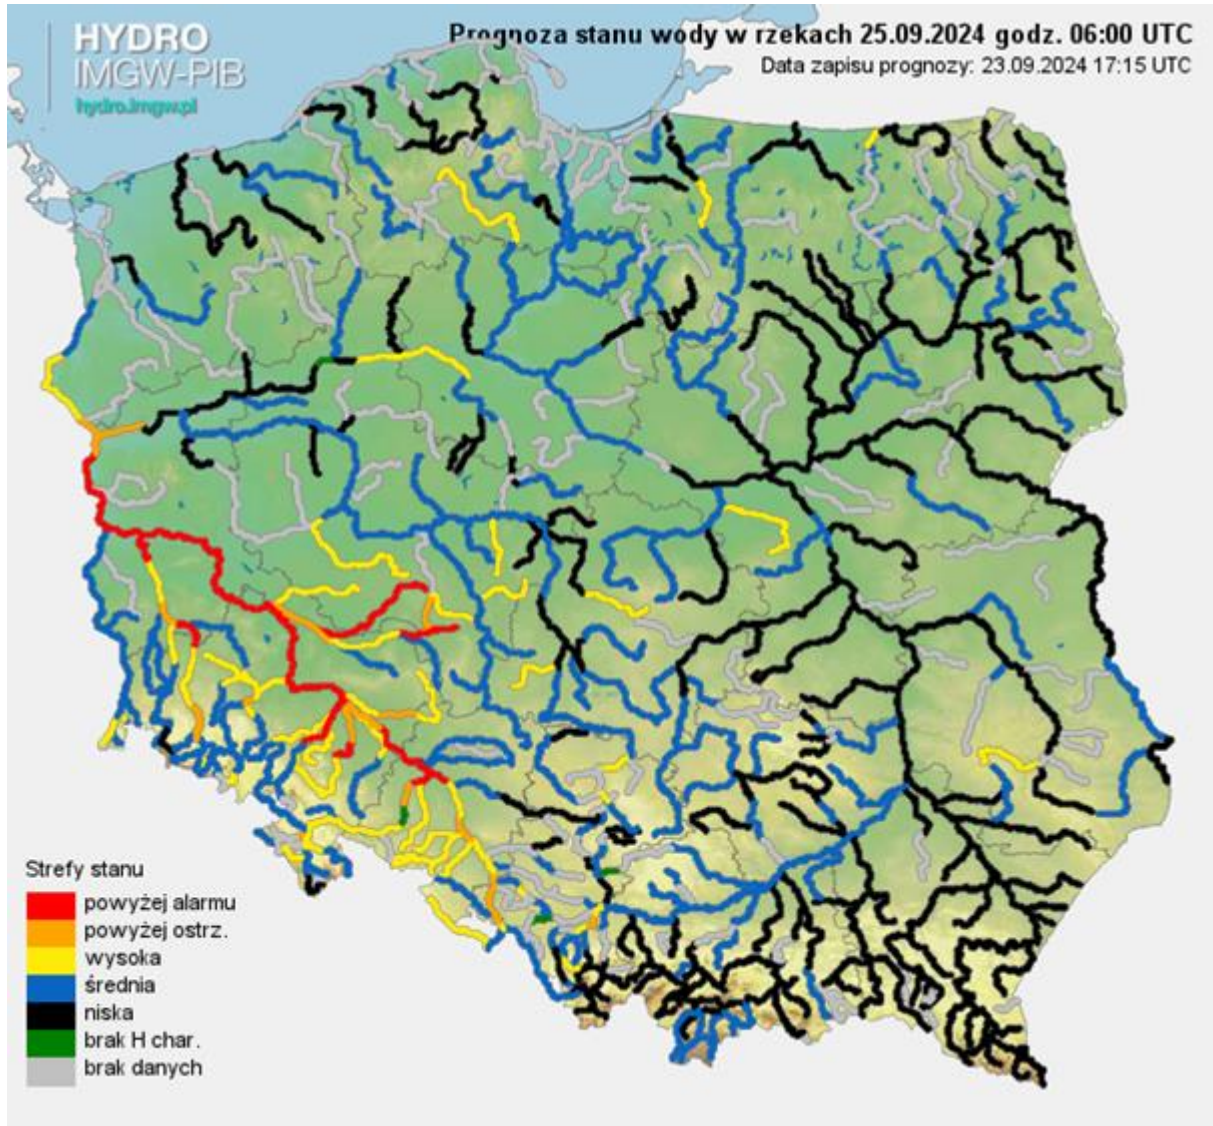 HYDRO
IMGW-PIB
hydro.imgw.pl
Prognoza stanu wody w rzekach 25.09.2024 godz. 06:00 UTC
Data zapisu prognozy: 23.09.2024 17:15 UTC
Strefy stanu
powyżej alarmu
powyżej ostrz.
wysoka
średnia
niska
brak H char.
brak danych